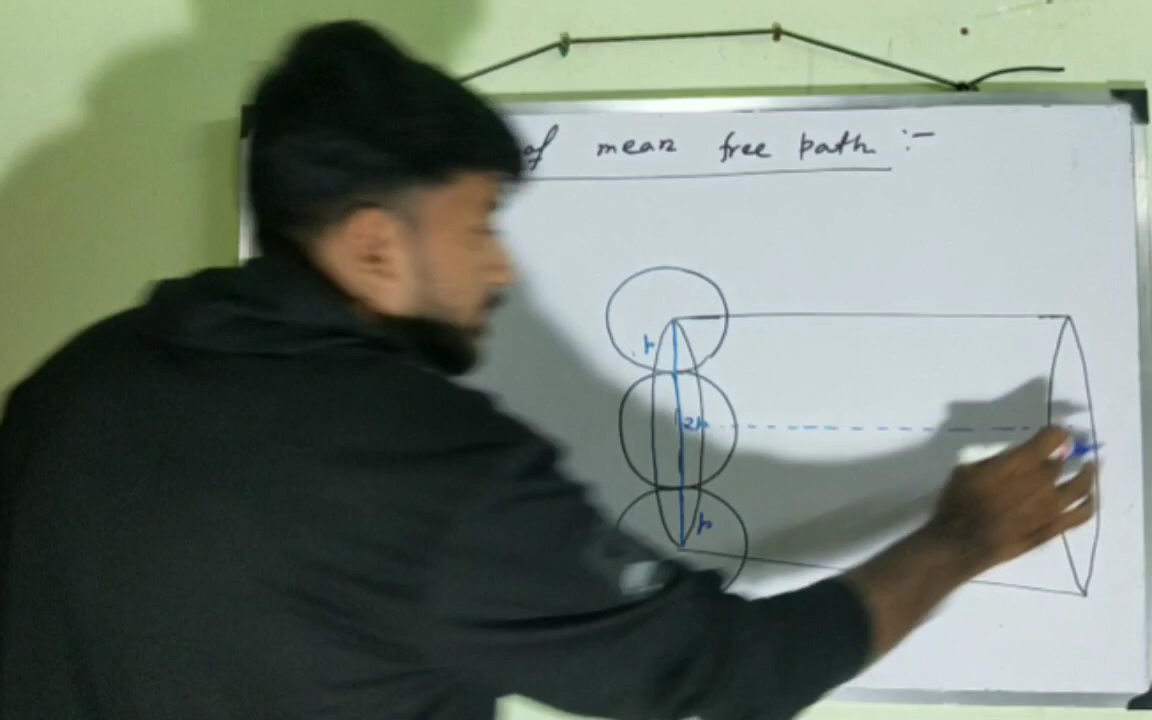 of mean free path :-
r
2r
r